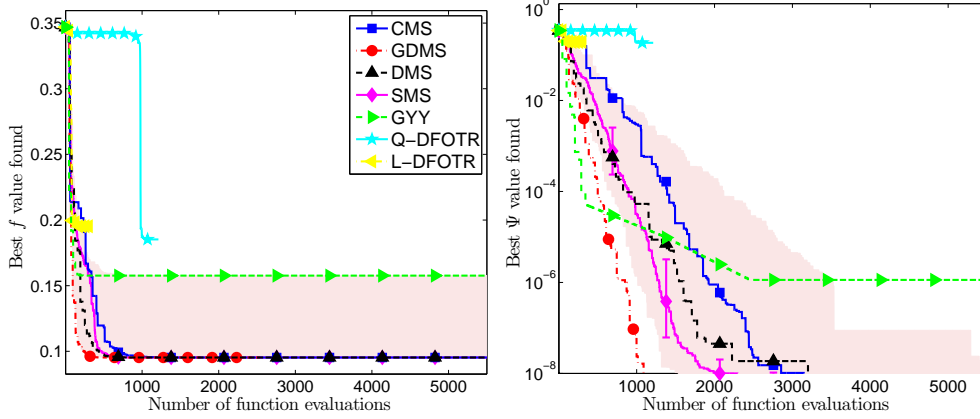 Best f value found
0.35
0.3
0.25
0.2
0.15
0.1
1000
2000
3000
4000
5000
Number of function evaluations
CMS
GDMS
DMS
SMS
GYY
Q-DFOTR
L-DFOTR
Best Ψ value found
10^0
10^-2
10^-4
10^-6
10^-8
0
1000
2000
3000
4000
5000
Number of function evaluations